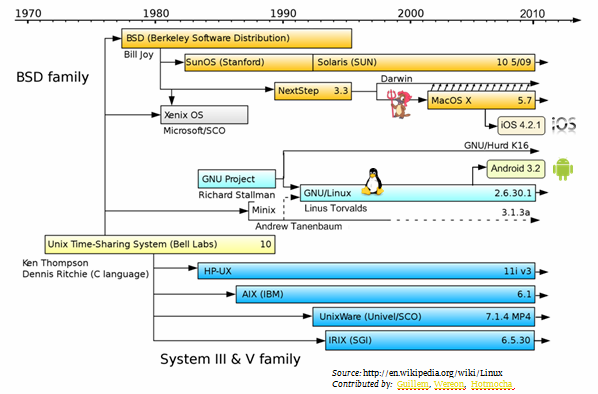 1970 1980 1990 2000 2010
BSD (Berkeley Software Distribution)
Bill Joy
SunOS (Stanford) Solaris (SUN) 10 5/09
BSD family
Darwin
NextStep 3.3
MacOS X 5.7
Xenix OS
Microsoft/SCO
iOS 4.2.1 iOS
GNU/Hurd K16
Android 3.2
GNU Project
Richard Stallman
GNU/Linux 2.6.30.1
Linus Torvalds
Minix 3.1.3a
Andrew Tanenbaum
Unix Time-Sharing System (Bell Labs) 10
Ken Thompson
Dennis Ritchie (C language)
HP-UX 11i v3
AIX (IBM) 6.1
UnixWare (Univel/SCO) 7.1.4 MP4
IRIX (SGI) 6.5.30
System III & V family
Source: http://en.wikipedia.org/wiki/Linux
Contributed by: Guillem, Wereon, Hotmocha